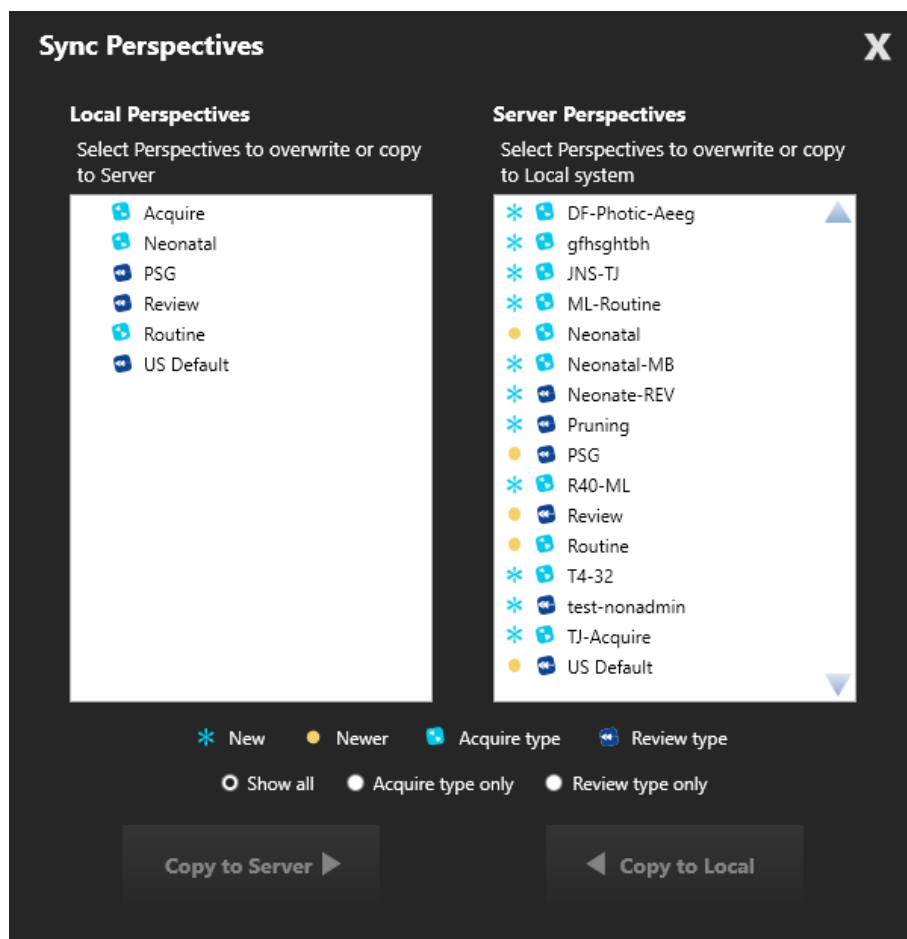 Sync Perspectives
X
Local Perspectives
Select Perspectives to overwrite or copy
to Server
Acquire
Neonatal
PSG
Review
Routine
US Default
Server Perspectives
Select Perspectives to overwrite or copy
to Local system
DF-Photic-Aeeg
gfhsghtbh
JNS-TJ
ML-Routine
Neonatal
Neonatal-MB
Neonate-REV
Pruning
PSG
R40-ML
Review
Routine
T4-32
test-nonadmin
TJ-Acquire
US Default
New Newer Acquire type Review type
Show all Acquire type only Review type only
Copy to Server
Copy to Local